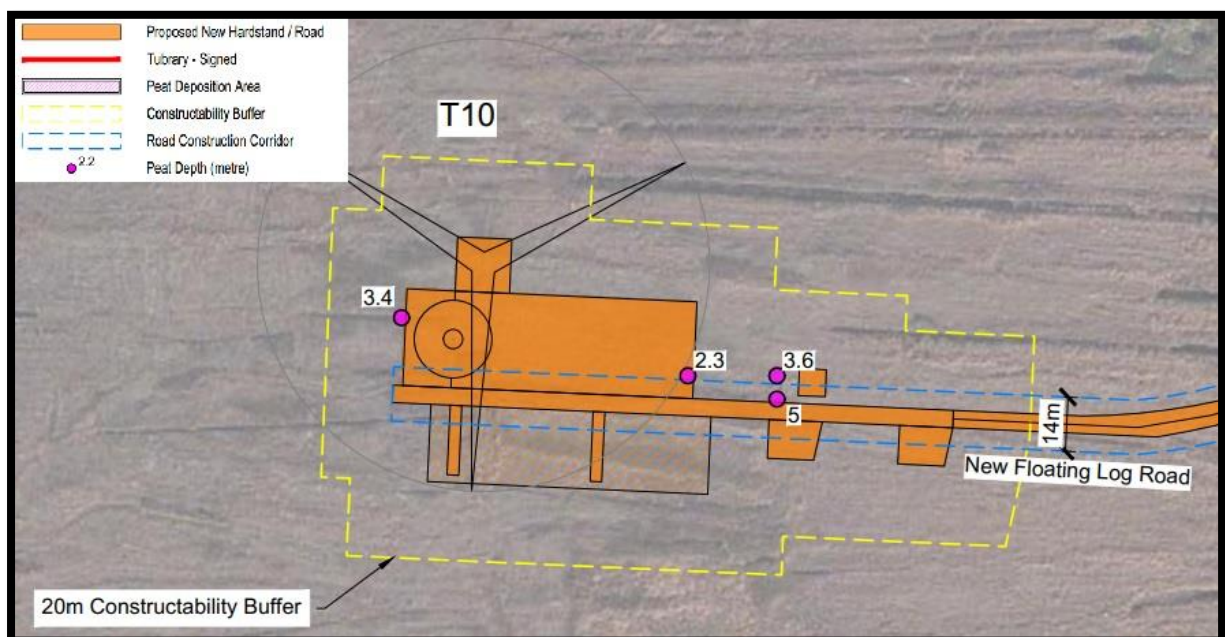 Proposed New Hardstand / Road
Tubrary - Signed
Peat Deposition Area
Constructability Buffer
Road Construction Corridor
2.2
Peat Depth (metre)
T10
3.4
2.3
3.6
5
14m
New Floating Log Road
20m Constructability Buffer